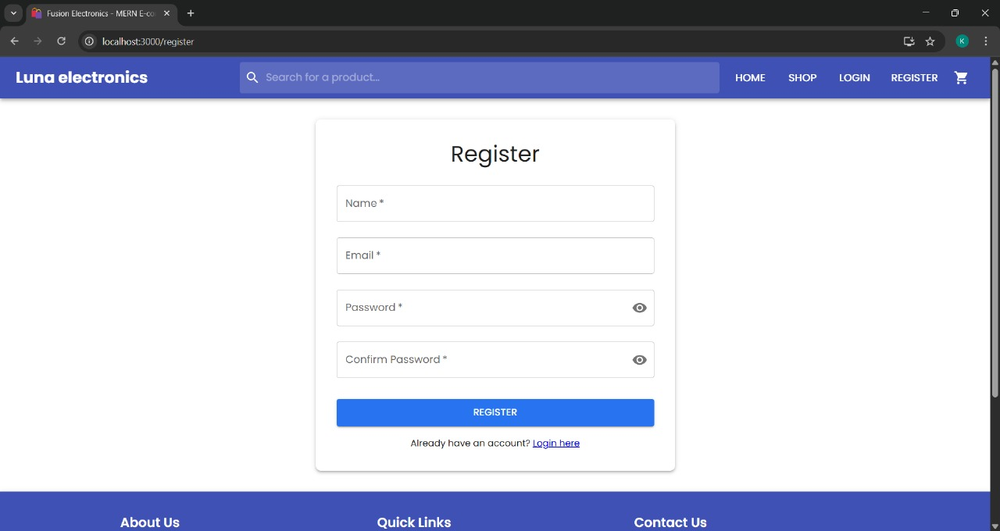 Fusion Electronics - MERN E-co
localhost:3000/register
K
Luna electronics
Search for a product...
HOME
SHOP
LOGIN
REGISTER
Register
Name *
Email *
Password *
Confirm Password *
REGISTER
Already have an account? Login here
About Us
Quick Links
Contact Us